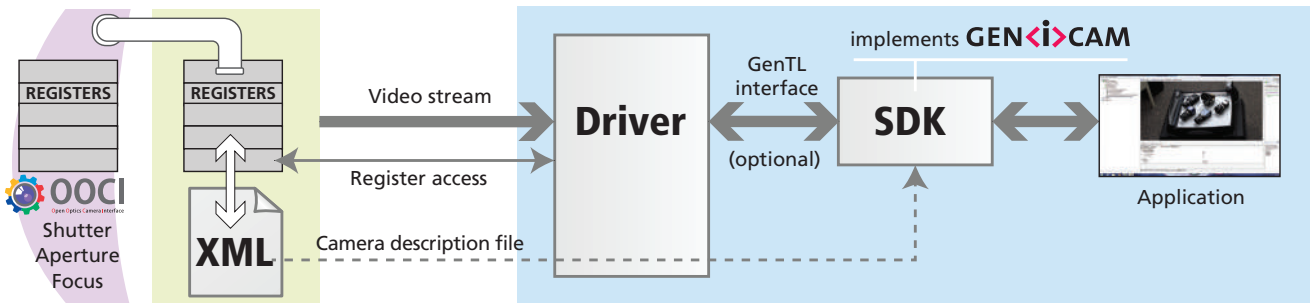 REGISTERS
OOCI
Open Optics Camera Interface
Shutter
Aperture
Focus
REGISTERS
XML
Video stream
Register access
Camera description file
Driver
GenTL
interface
(optional)
implements GEN<i>CAM
SDK
Application